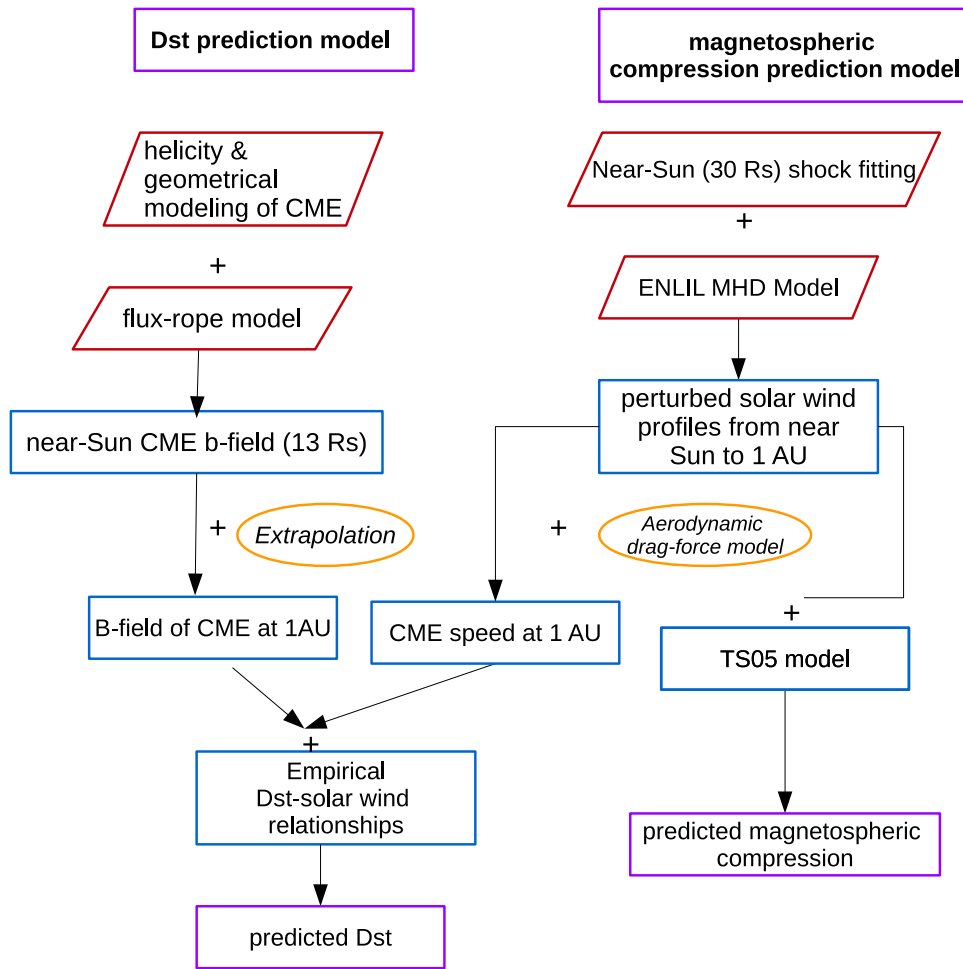 Dst prediction model
magnetospheric
compression prediction model
helicity &
geometrical
modeling of CME
+
flux-rope model
near-Sun CME b-field (13 Rs)
+
Extrapolation
B-field of CME at 1AU
Near-Sun (30 Rs) shock fitting
+
ENLIL MHD Model
perturbed solar wind
profiles from near
Sun to 1 AU
+
Aerodynamic
drag-force model
CME speed at 1 AU
+
TS05 model
predicted magnetospheric
compression
+
Empirical
Dst-solar wind
relationships
predicted Dst